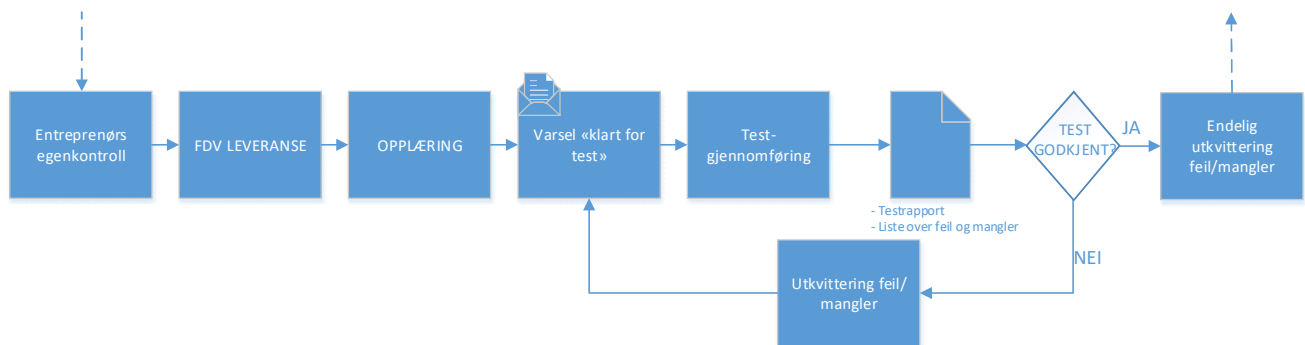 Entreprenørs
egenkontroll
FDV LEVERANSE
OPPLÆRING
Varsel «klart for
test»
Test-
gjennomføring
- Testrapport
- Liste over feil og mangler
TEST
GODKJENT?
JA
Endelig
utkvittering
feil/mangler
NEI
Utkvittering feil/
mangler